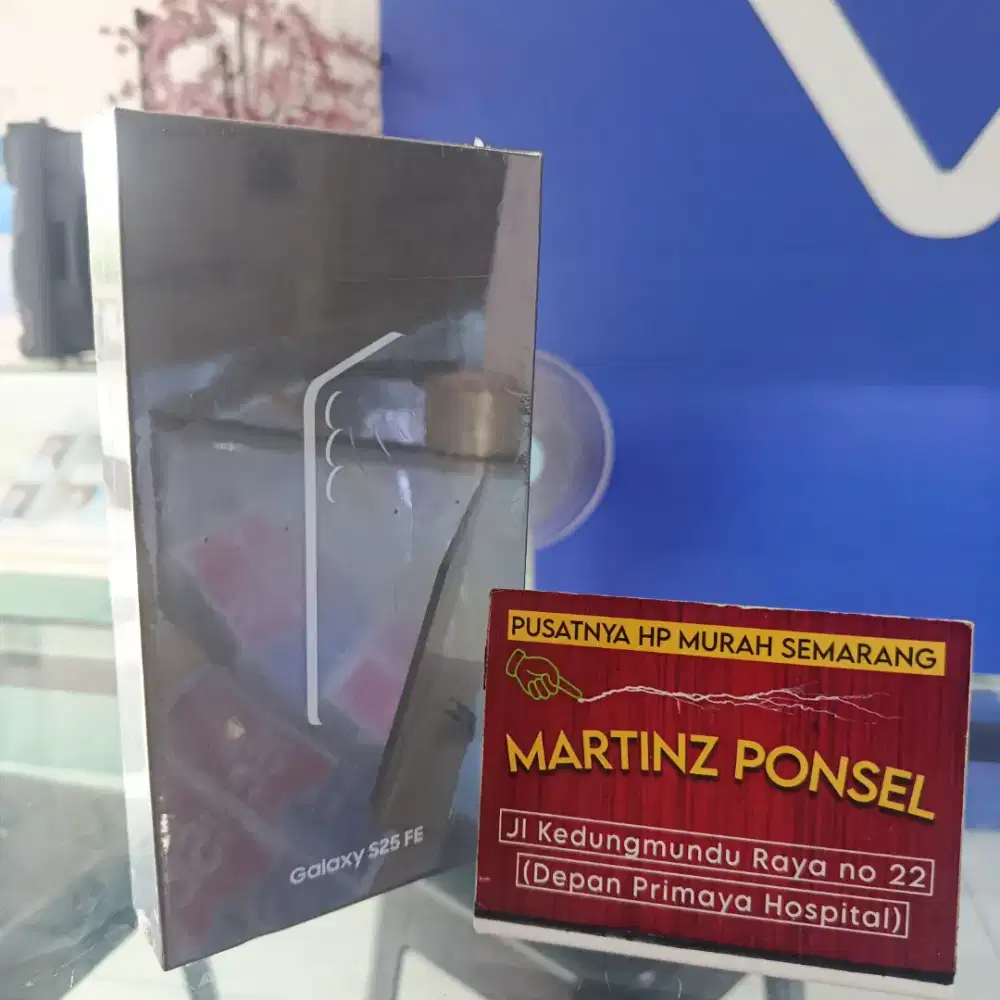 Galaxy S25 FE
PUSATNYA HP MURAH SEMARANG
MARTINZ PONSEL
Jl Kedungmundu Raya no 22
(Depan Primaya Hospital)